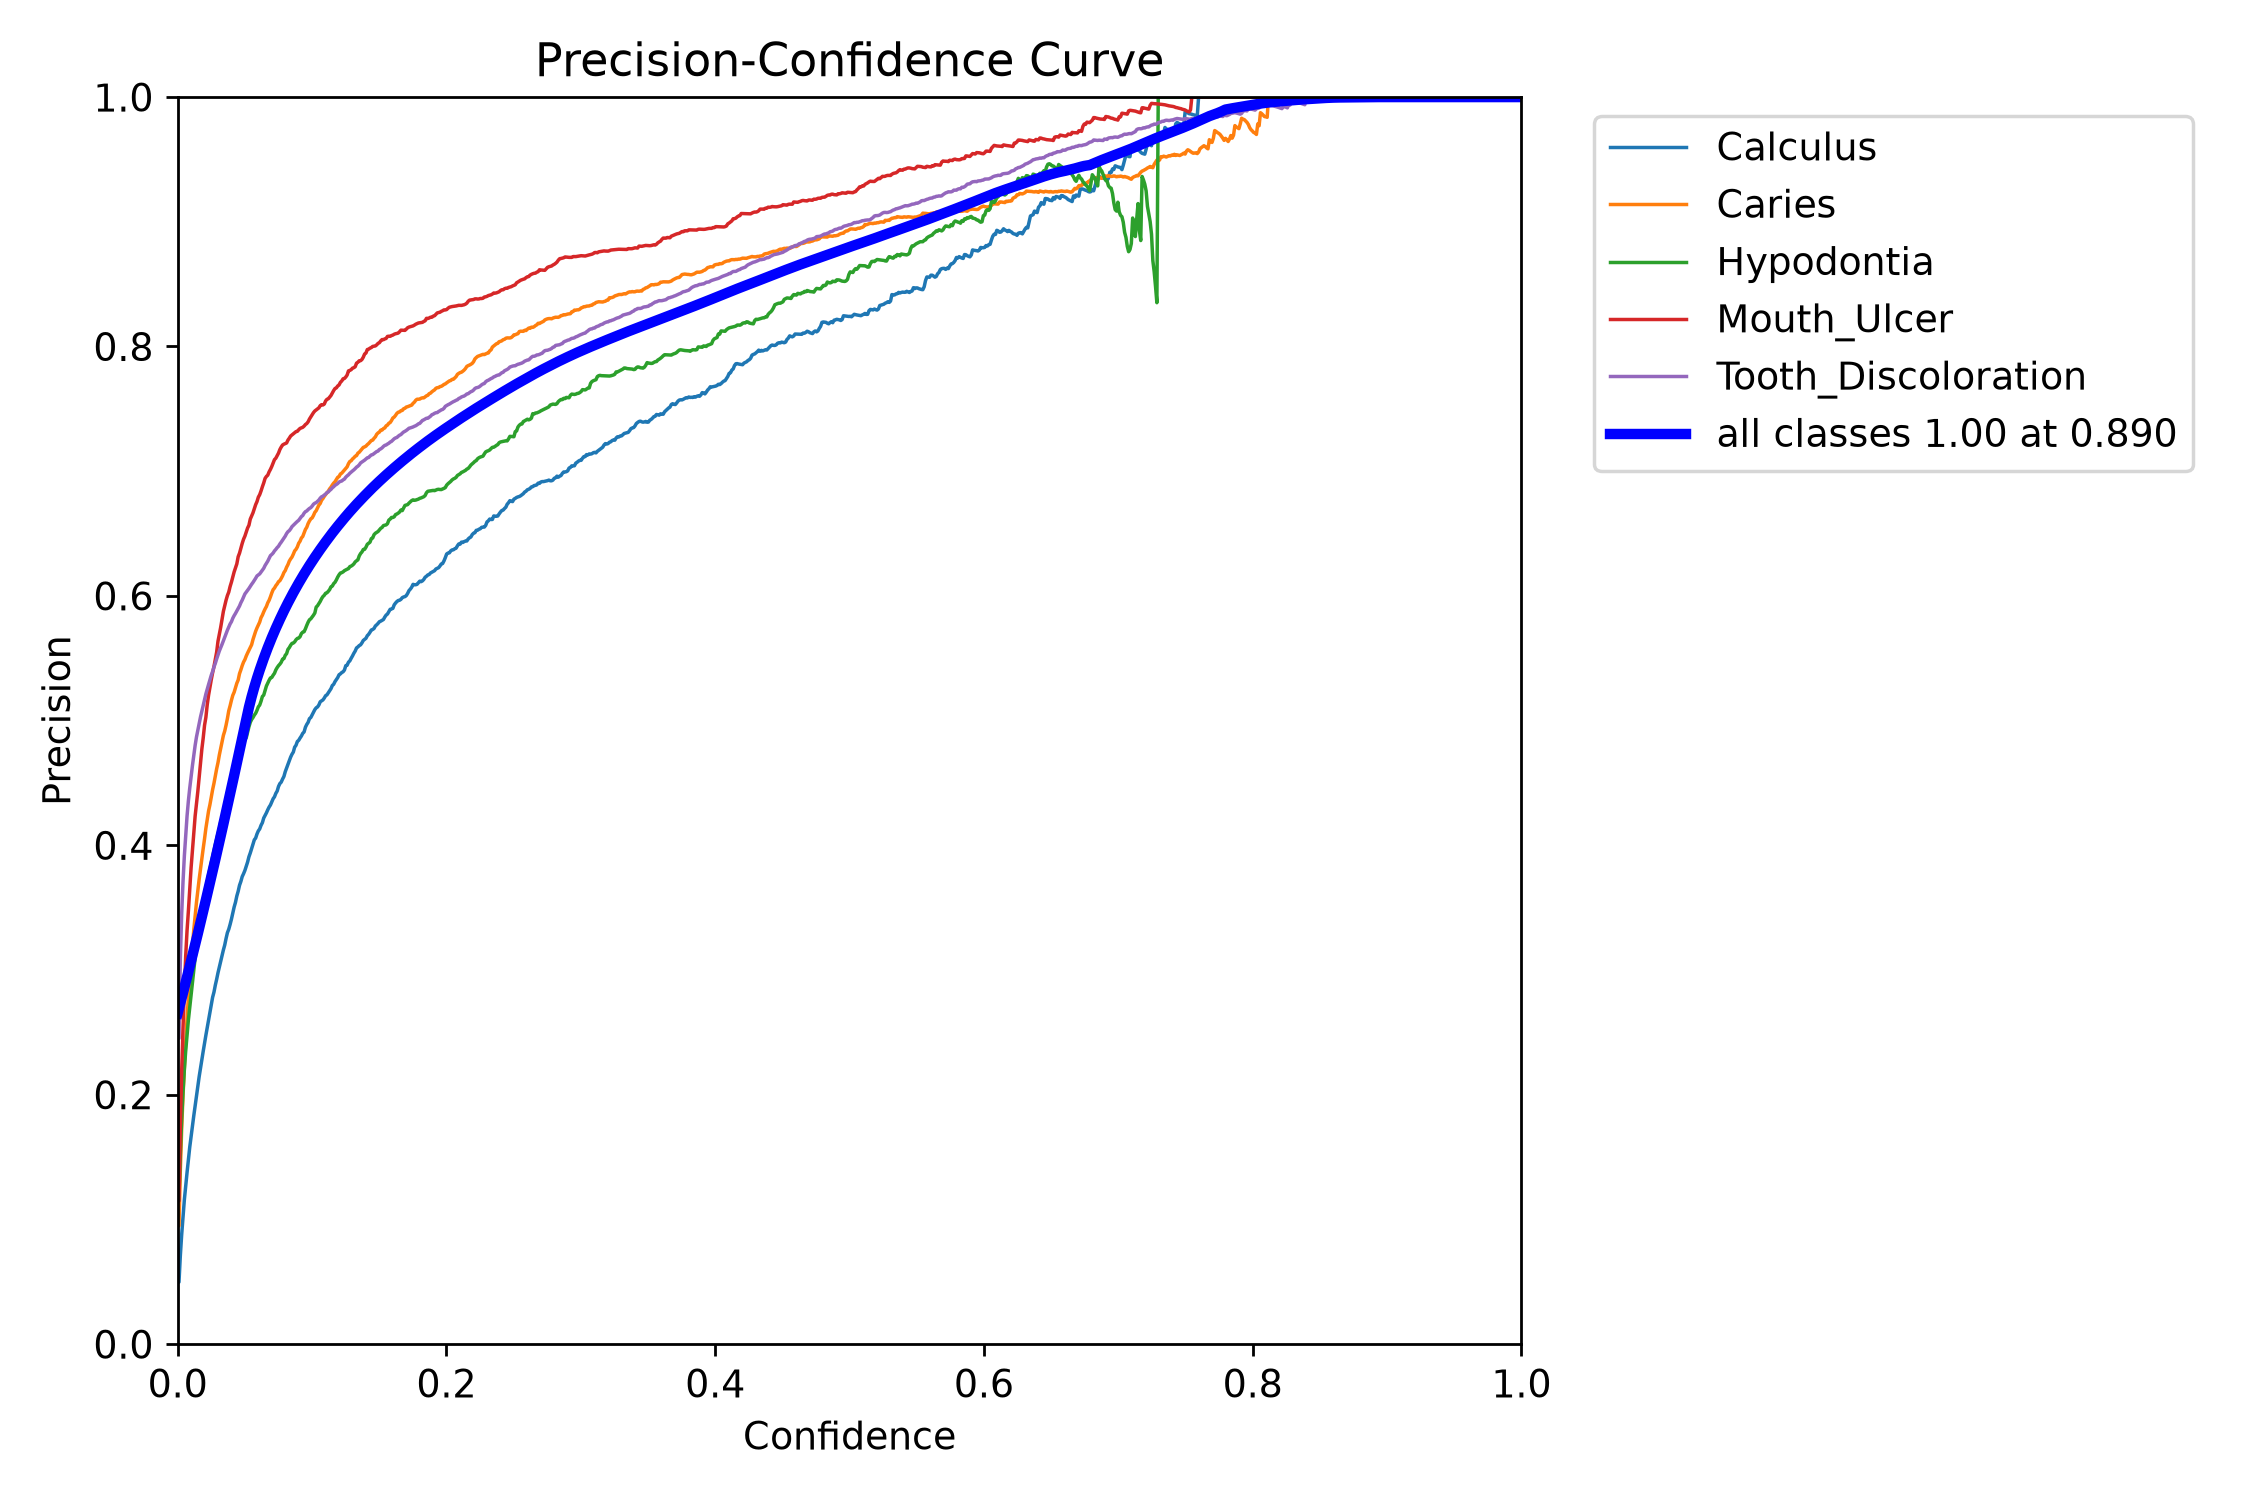 Precision-Confidence Curve
1.0
0.8
0.6
0.4
0.2
0.0
Precision
0.0 0.2 0.4 0.6 0.8 1.0
Confidence
Calculus
Caries
Hypodontia
Mouth_Ulcer
Tooth_Discoloration
all classes 1.00 at 0.890